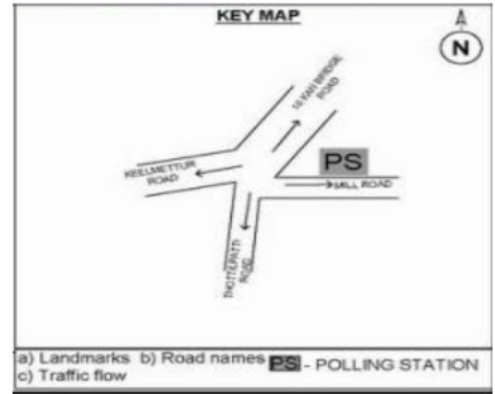 KEY MAP
N
10 KAN BRIDGE
ROAD
PS
KEELMETTUR
ROAD
MILL ROAD
THOTTILPATTI
ROAD
a) Landmarks b) Road names PS - POLLING STATION
c) Traffic flow